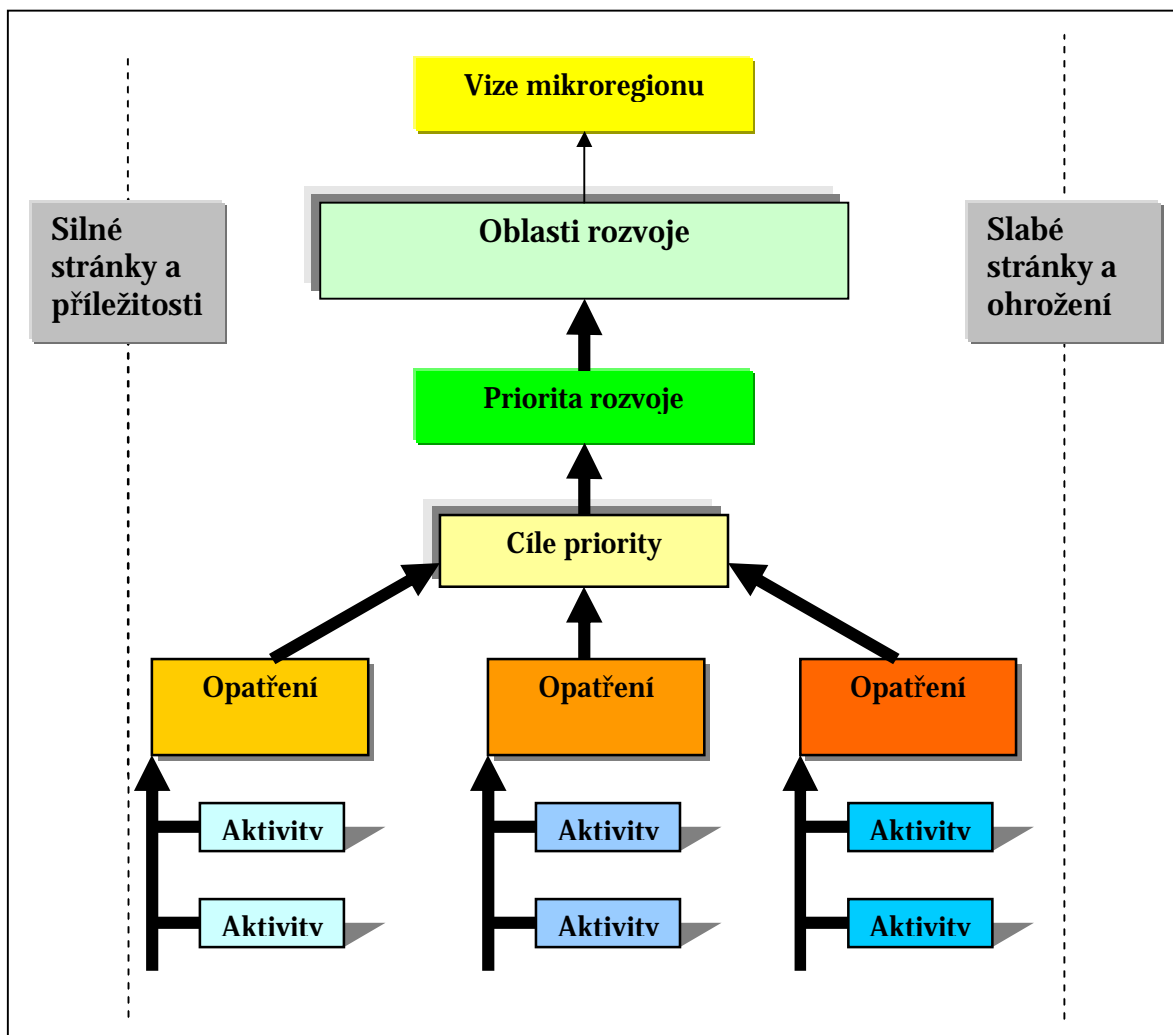 Vize mikroregionu
Silné
stránky a
příležitosti
Oblasti rozvoje
Slabé
stránky a
ohrožení
Priorita rozvoje
Cíle priority
Opatření
Opatření
Opatření
Aktivity
Aktivity
Aktivity
Aktivity
Aktivity
Aktivity